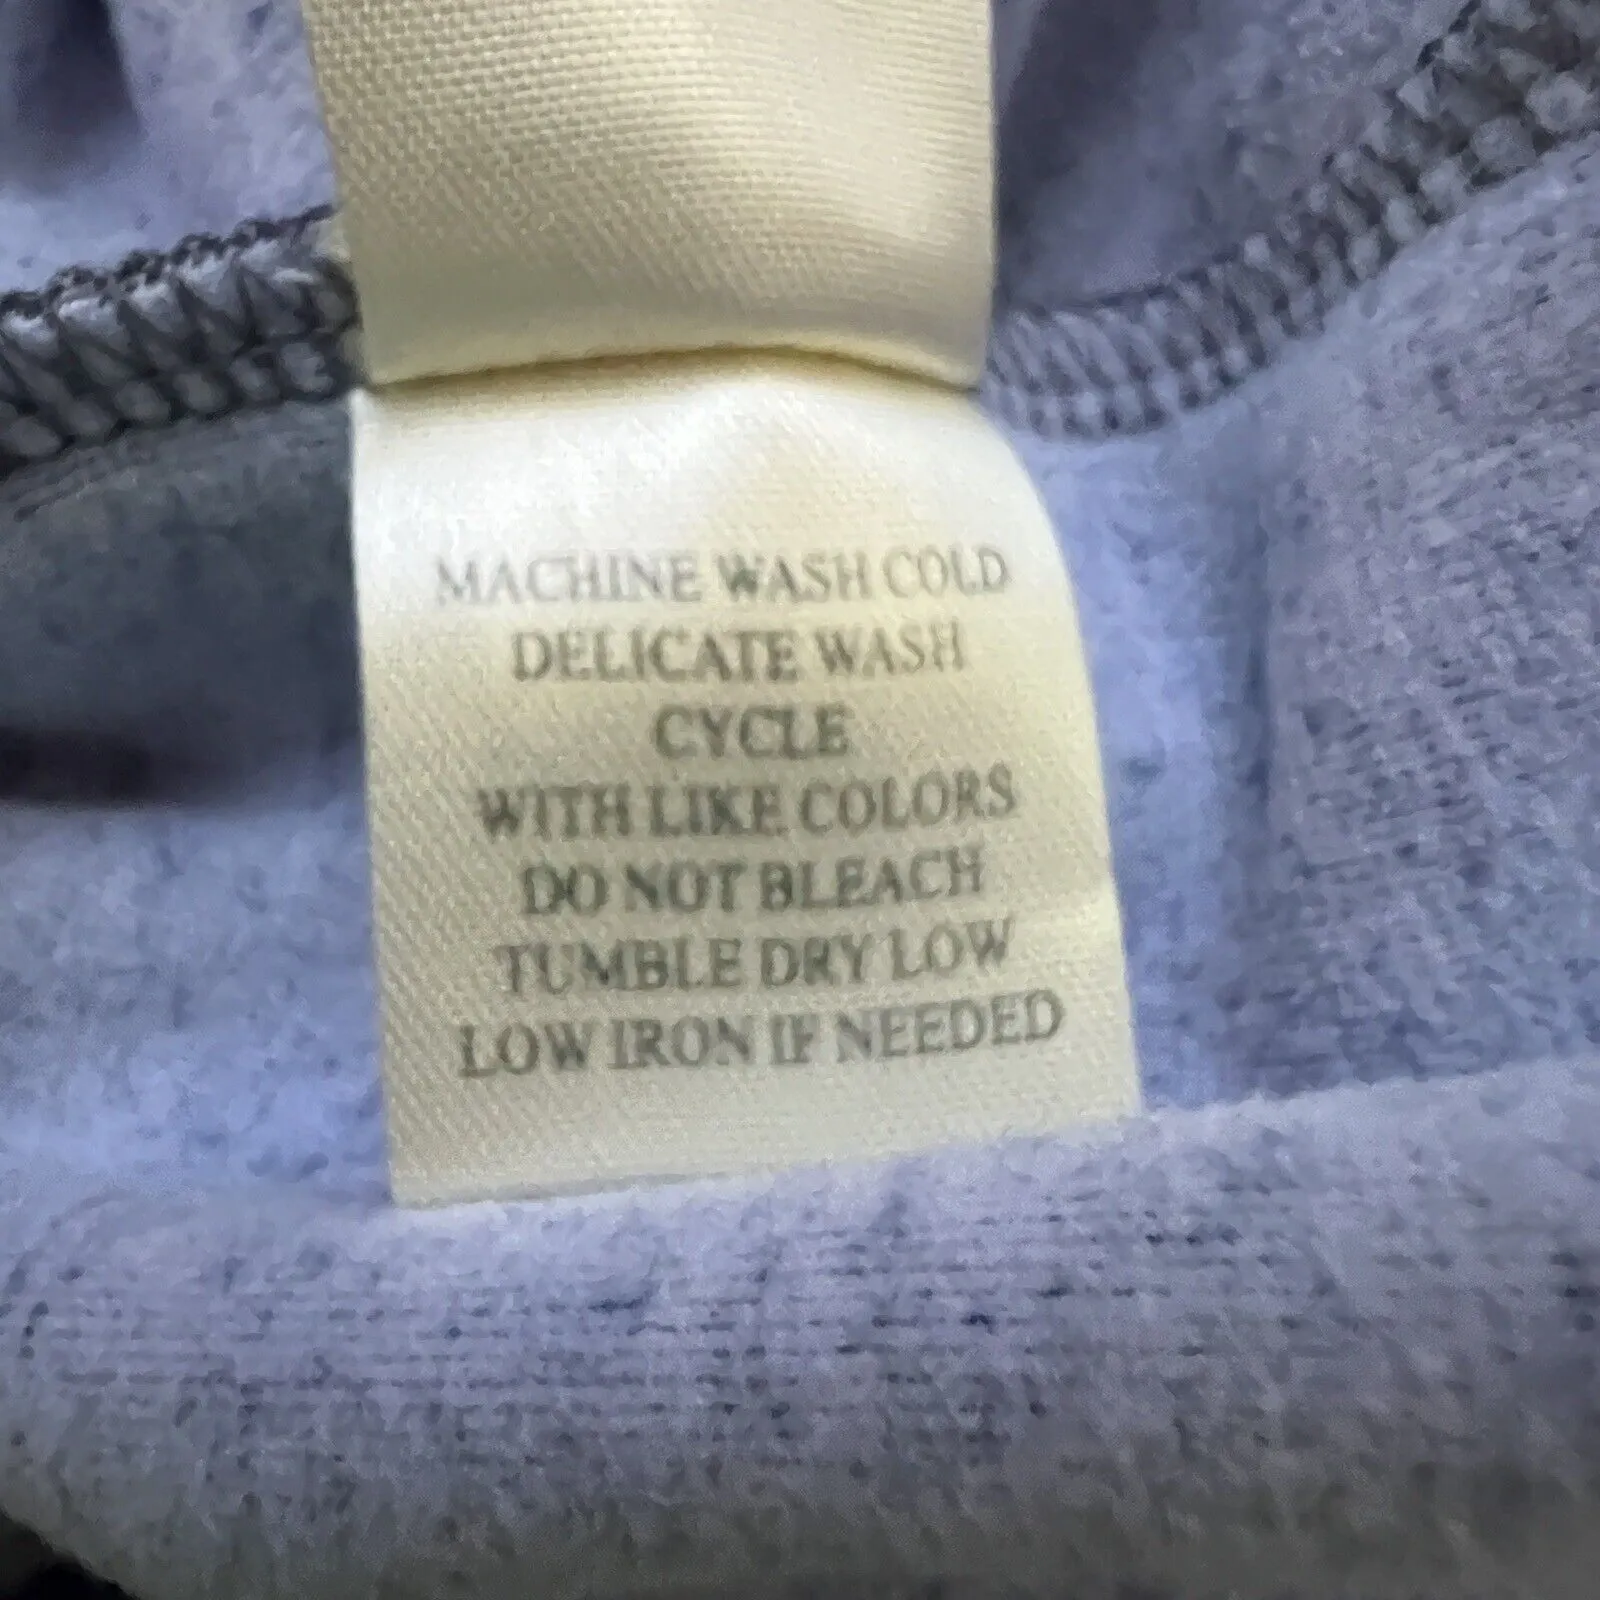 MACHINE WASH COLD
DELICATE WASH
CYCLE
WITH LIKE COLORS
DO NOT BLEACH
TUMBLE DRY LOW
LOW IRON IF NEEDED